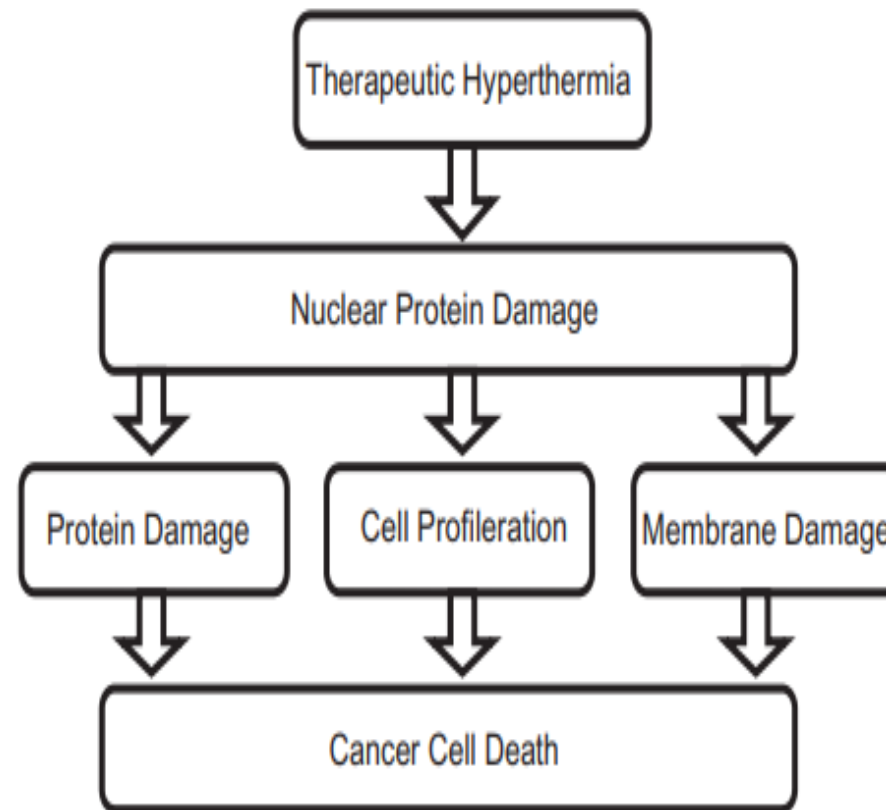 Therapeutic Hyperthermia
Nuclear Protein Damage
Protein Damage
Cell Profileration
Membrane Damage
Cancer Cell Death